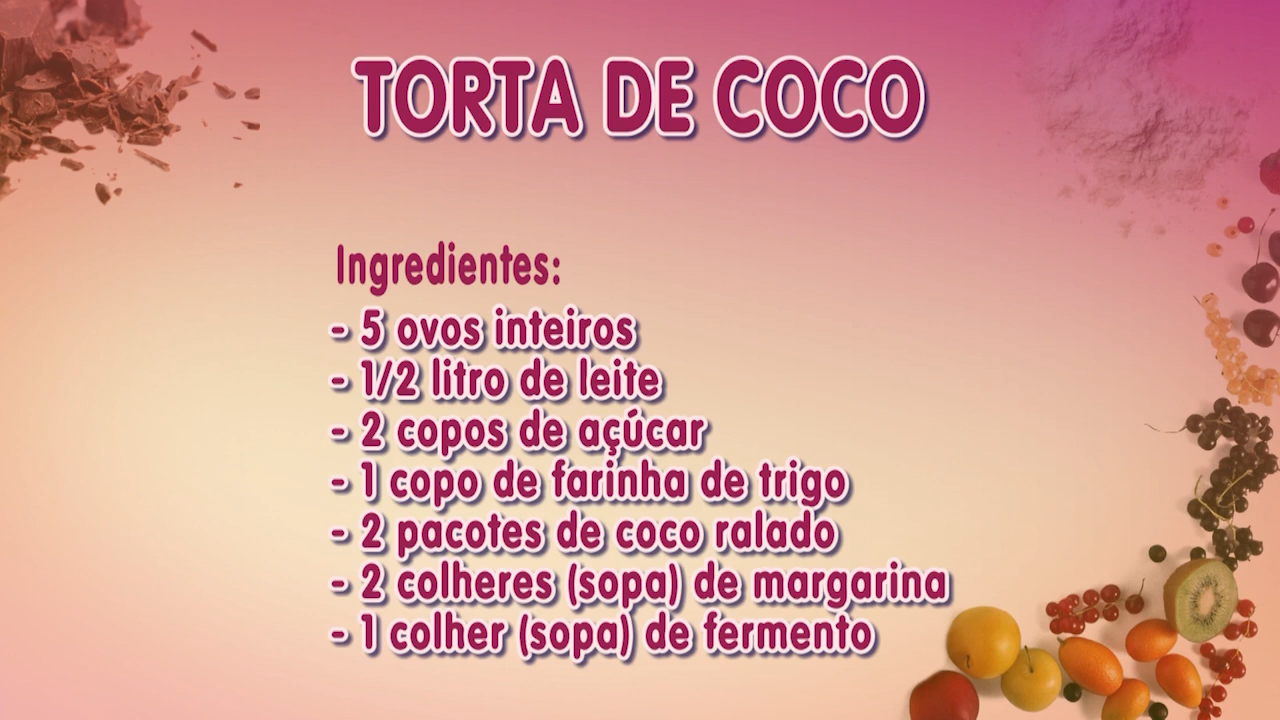 TORTA DE COCO
Ingredientes:
- 5 ovos inteiros
- 1/2 litro de leite
- 2 copos de açúcar
- 1 copo de farinha de trigo
- 2 pacotes de coco ralado
- 2 colheres (sopa) de margarina
- 1 colher (sopa) de fermento